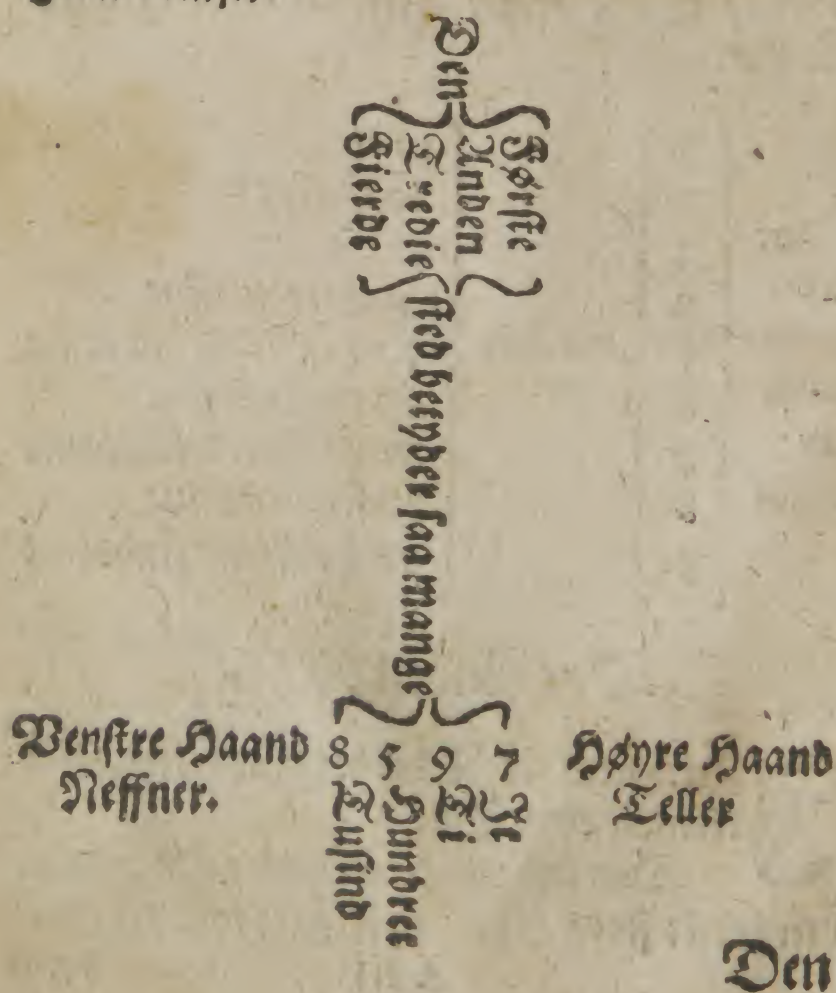 Den
Første
Anden
Tredie
Fierde
sted betyder saa mange
Venstre Haand 8 5 9 7 Høyre Haand
Neffner. Teller
Et
Ti
Hundret
Tusind
Den